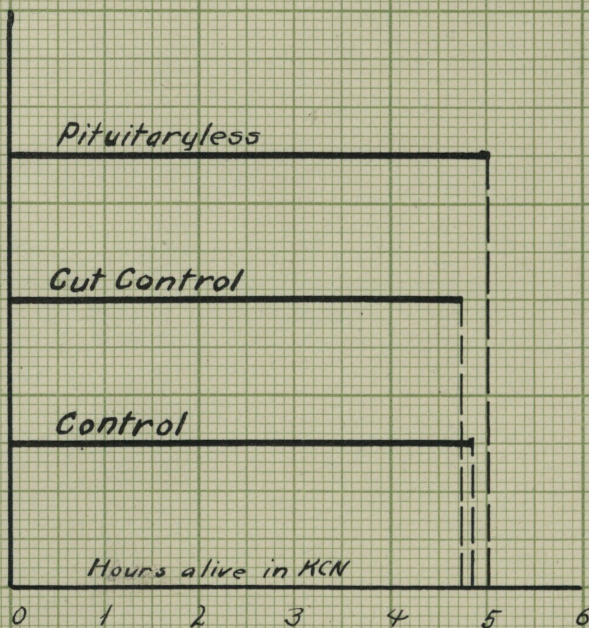 Pituitaryless
Cut Control
Control
Hours alive in KCN
0 1 2 3 4 5 6